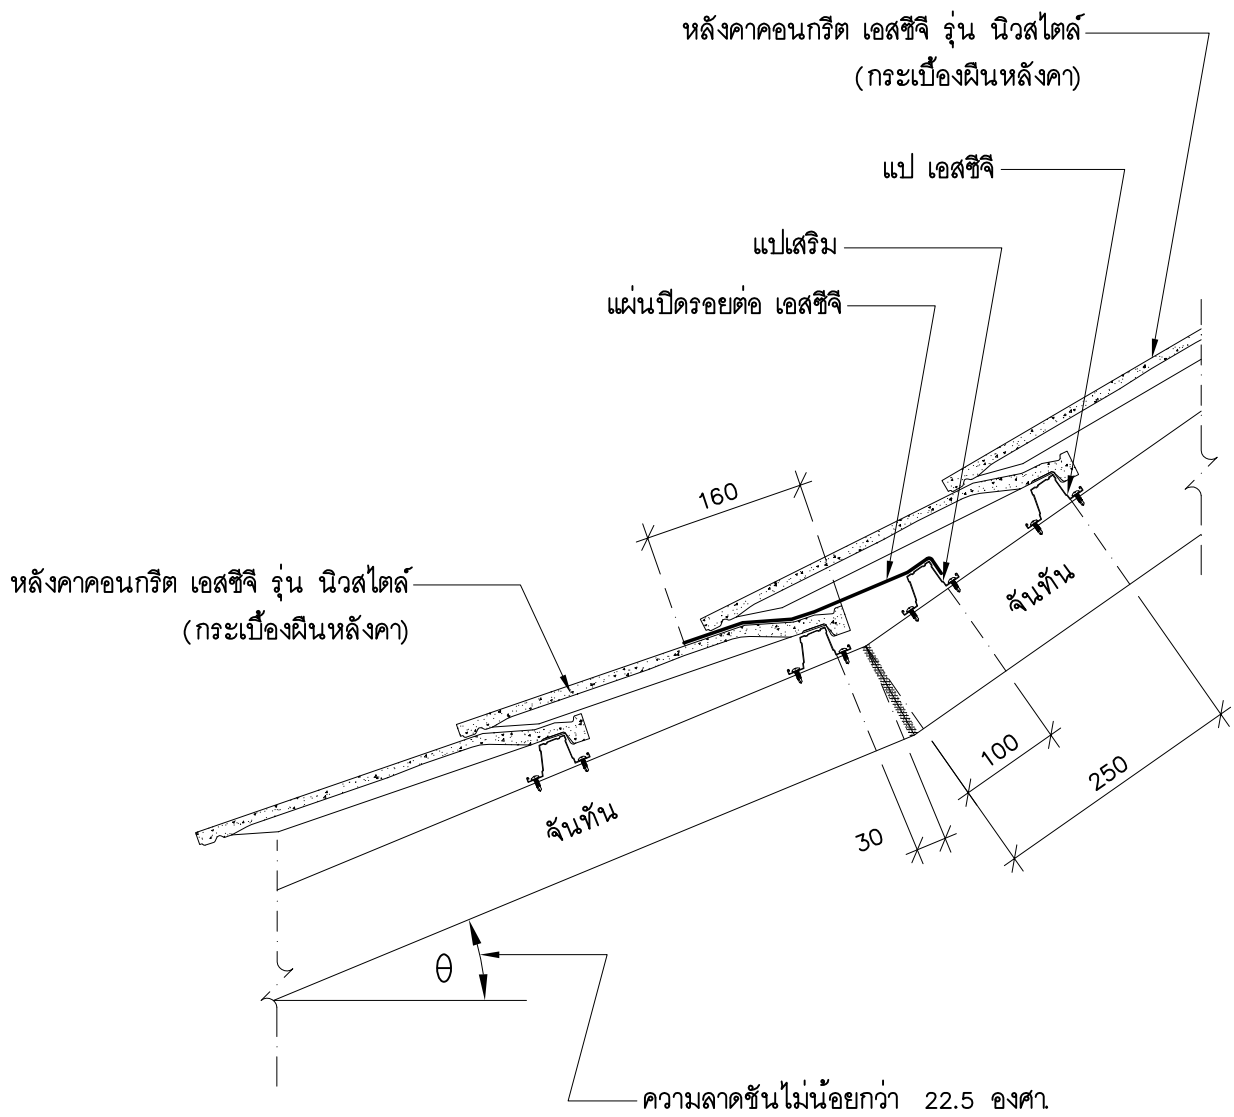 หลังคาคอนกรีต เอสซีจี รุ่น นิวสไตล์
(กระเบื้องผืนหลังคา)
แป เอสซีจี
แปเสริม
แผ่นปิดรอยต่อ เอสซีจี
160
หลังคาคอนกรีต เอสซีจี รุ่น นิวสไตล์
(กระเบื้องผืนหลังคา)
จันทัน
100
250
30
จันทัน
θ
ความลาดชันไม่น้อยกว่า 22.5 องศา